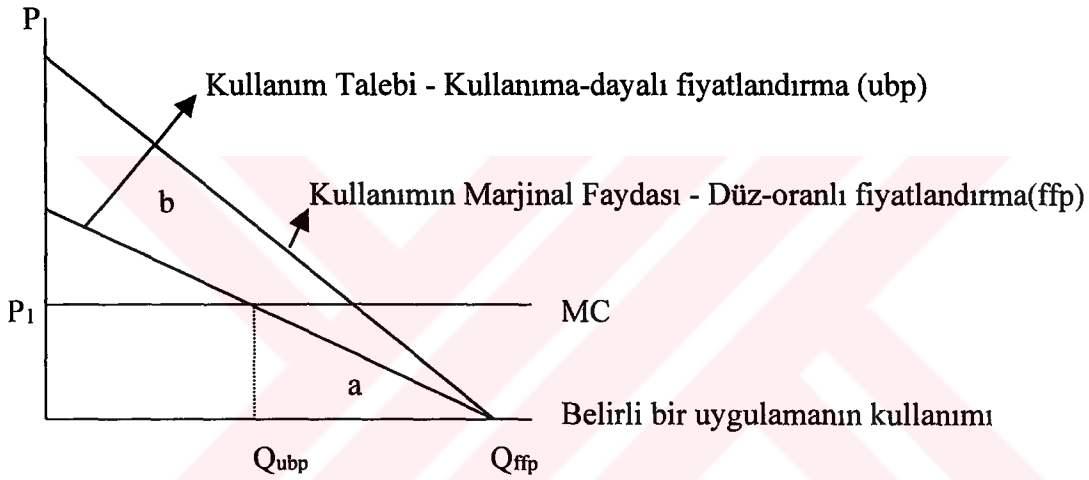 P
Kullanım Talebi - Kullanıma-dayalı fiyatlandırma (ubp)
b
Kullanımın Marjinal Faydası - Düz-oranlı fiyatlandırma(ffp)
P1
MC
a
Belirli bir uygulamanın kullanımı
Qubp
Qffp